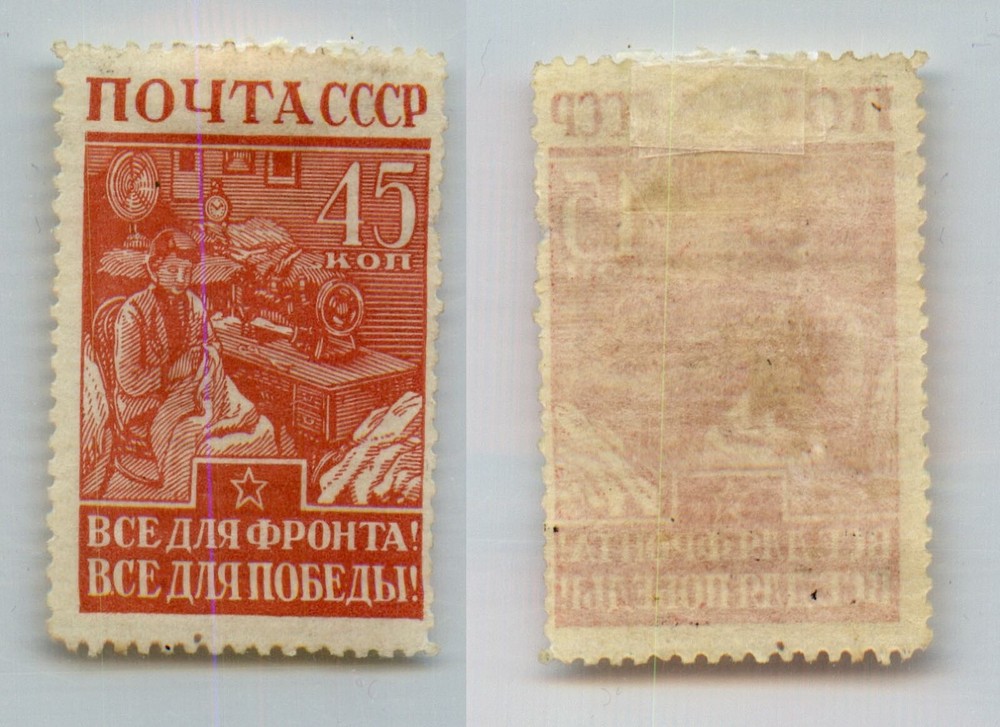 ПОЧТА СССР
45
КОП
ВСЕ ДЛЯ ФРОНТА!
ВСЕ ДЛЯ ПОБЕДЫ!